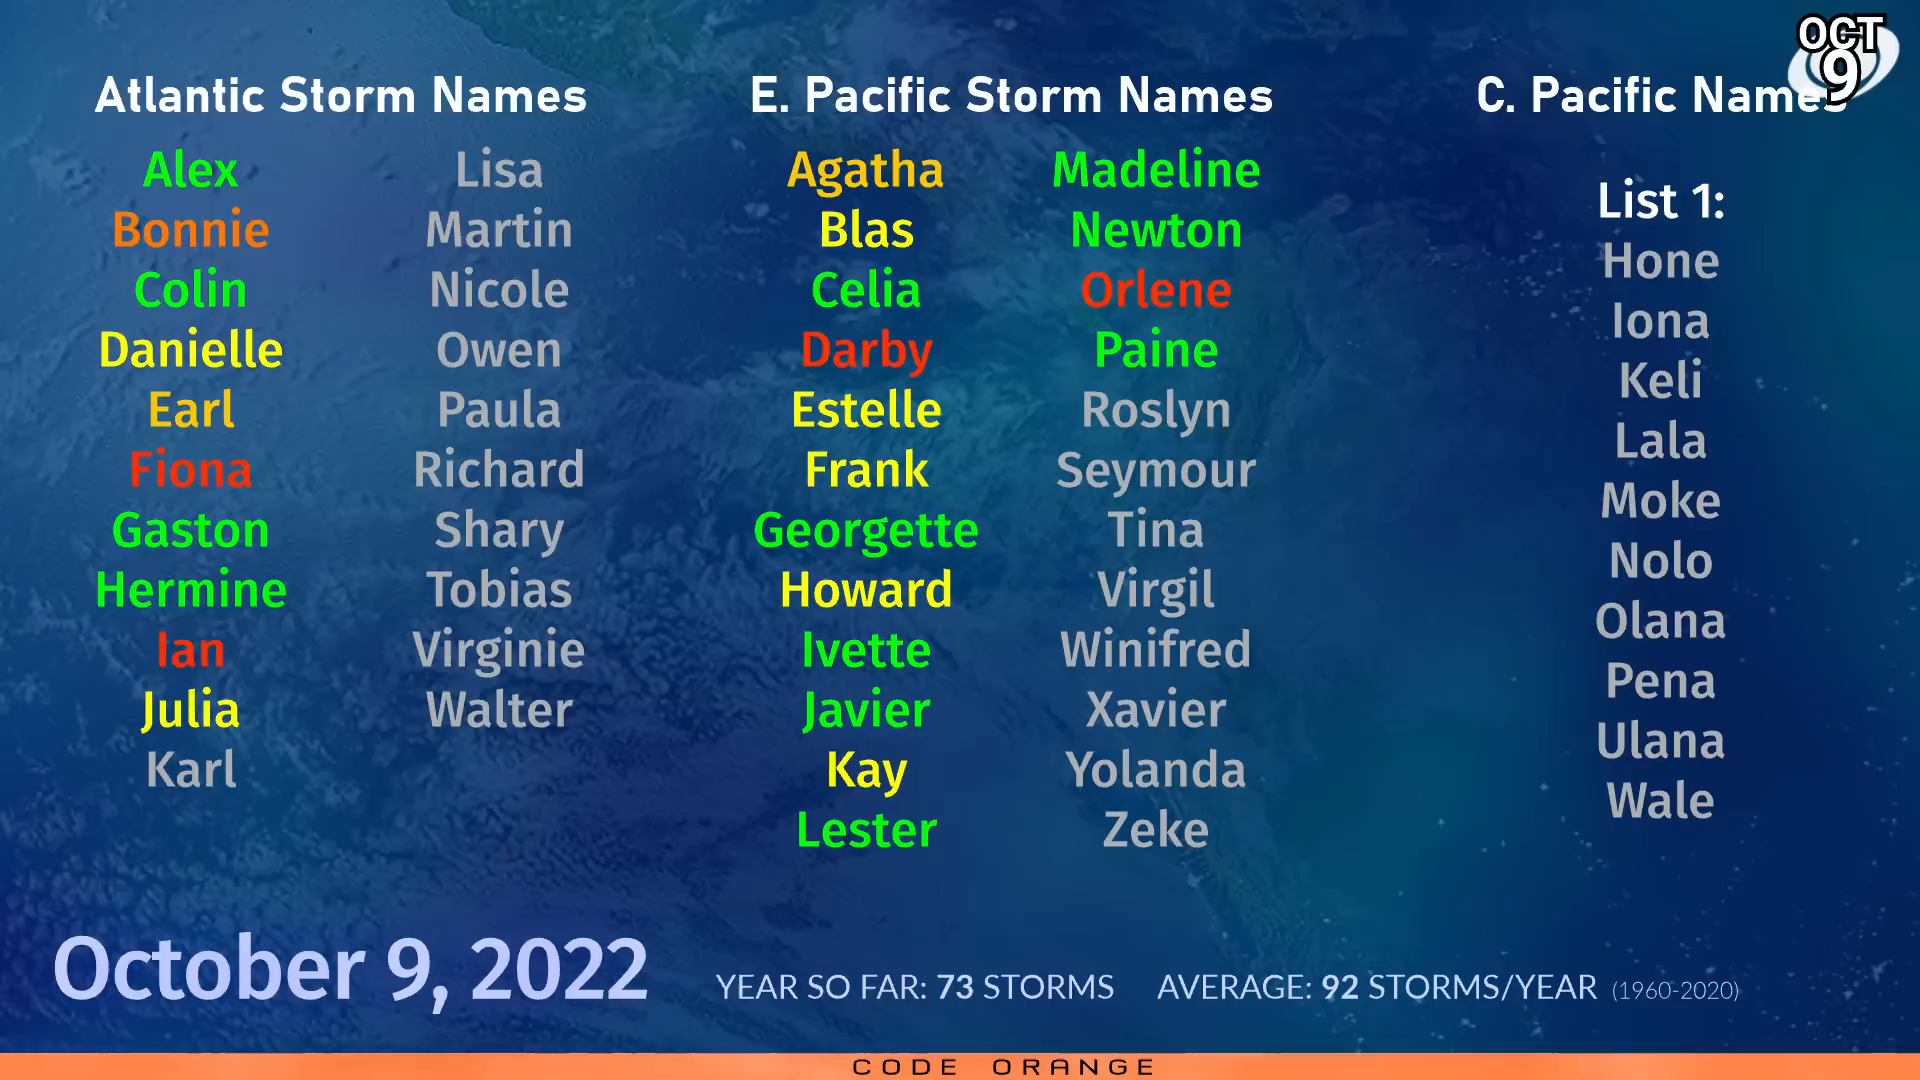 OCT
9
Atlantic Storm Names
Alex
Bonnie
Colin
Danielle
Earl
Fiona
Gaston
Hermine
Ian
Julia
Karl
Lisa
Martin
Nicole
Owen
Paula
Richard
Shary
Tobias
Virginie
Walter
E. Pacific Storm Names
Agatha
Blas
Celia
Darby
Estelle
Frank
Georgette
Howard
Ivette
Javier
Kay
Lester
Madeline
Newton
Orlene
Paine
Roslyn
Seymour
Tina
Virgil
Winifred
Xavier
Yolanda
Zeke
C. Pacific Names
List 1:
Hone
Iona
Keli
Lala
Moke
Nolo
Olana
Pena
Ulana
Wale
October 9, 2022
YEAR SO FAR: 73 STORMS
AVERAGE: 92 STORMS/YEAR (1960-2020)
CODE ORANGE